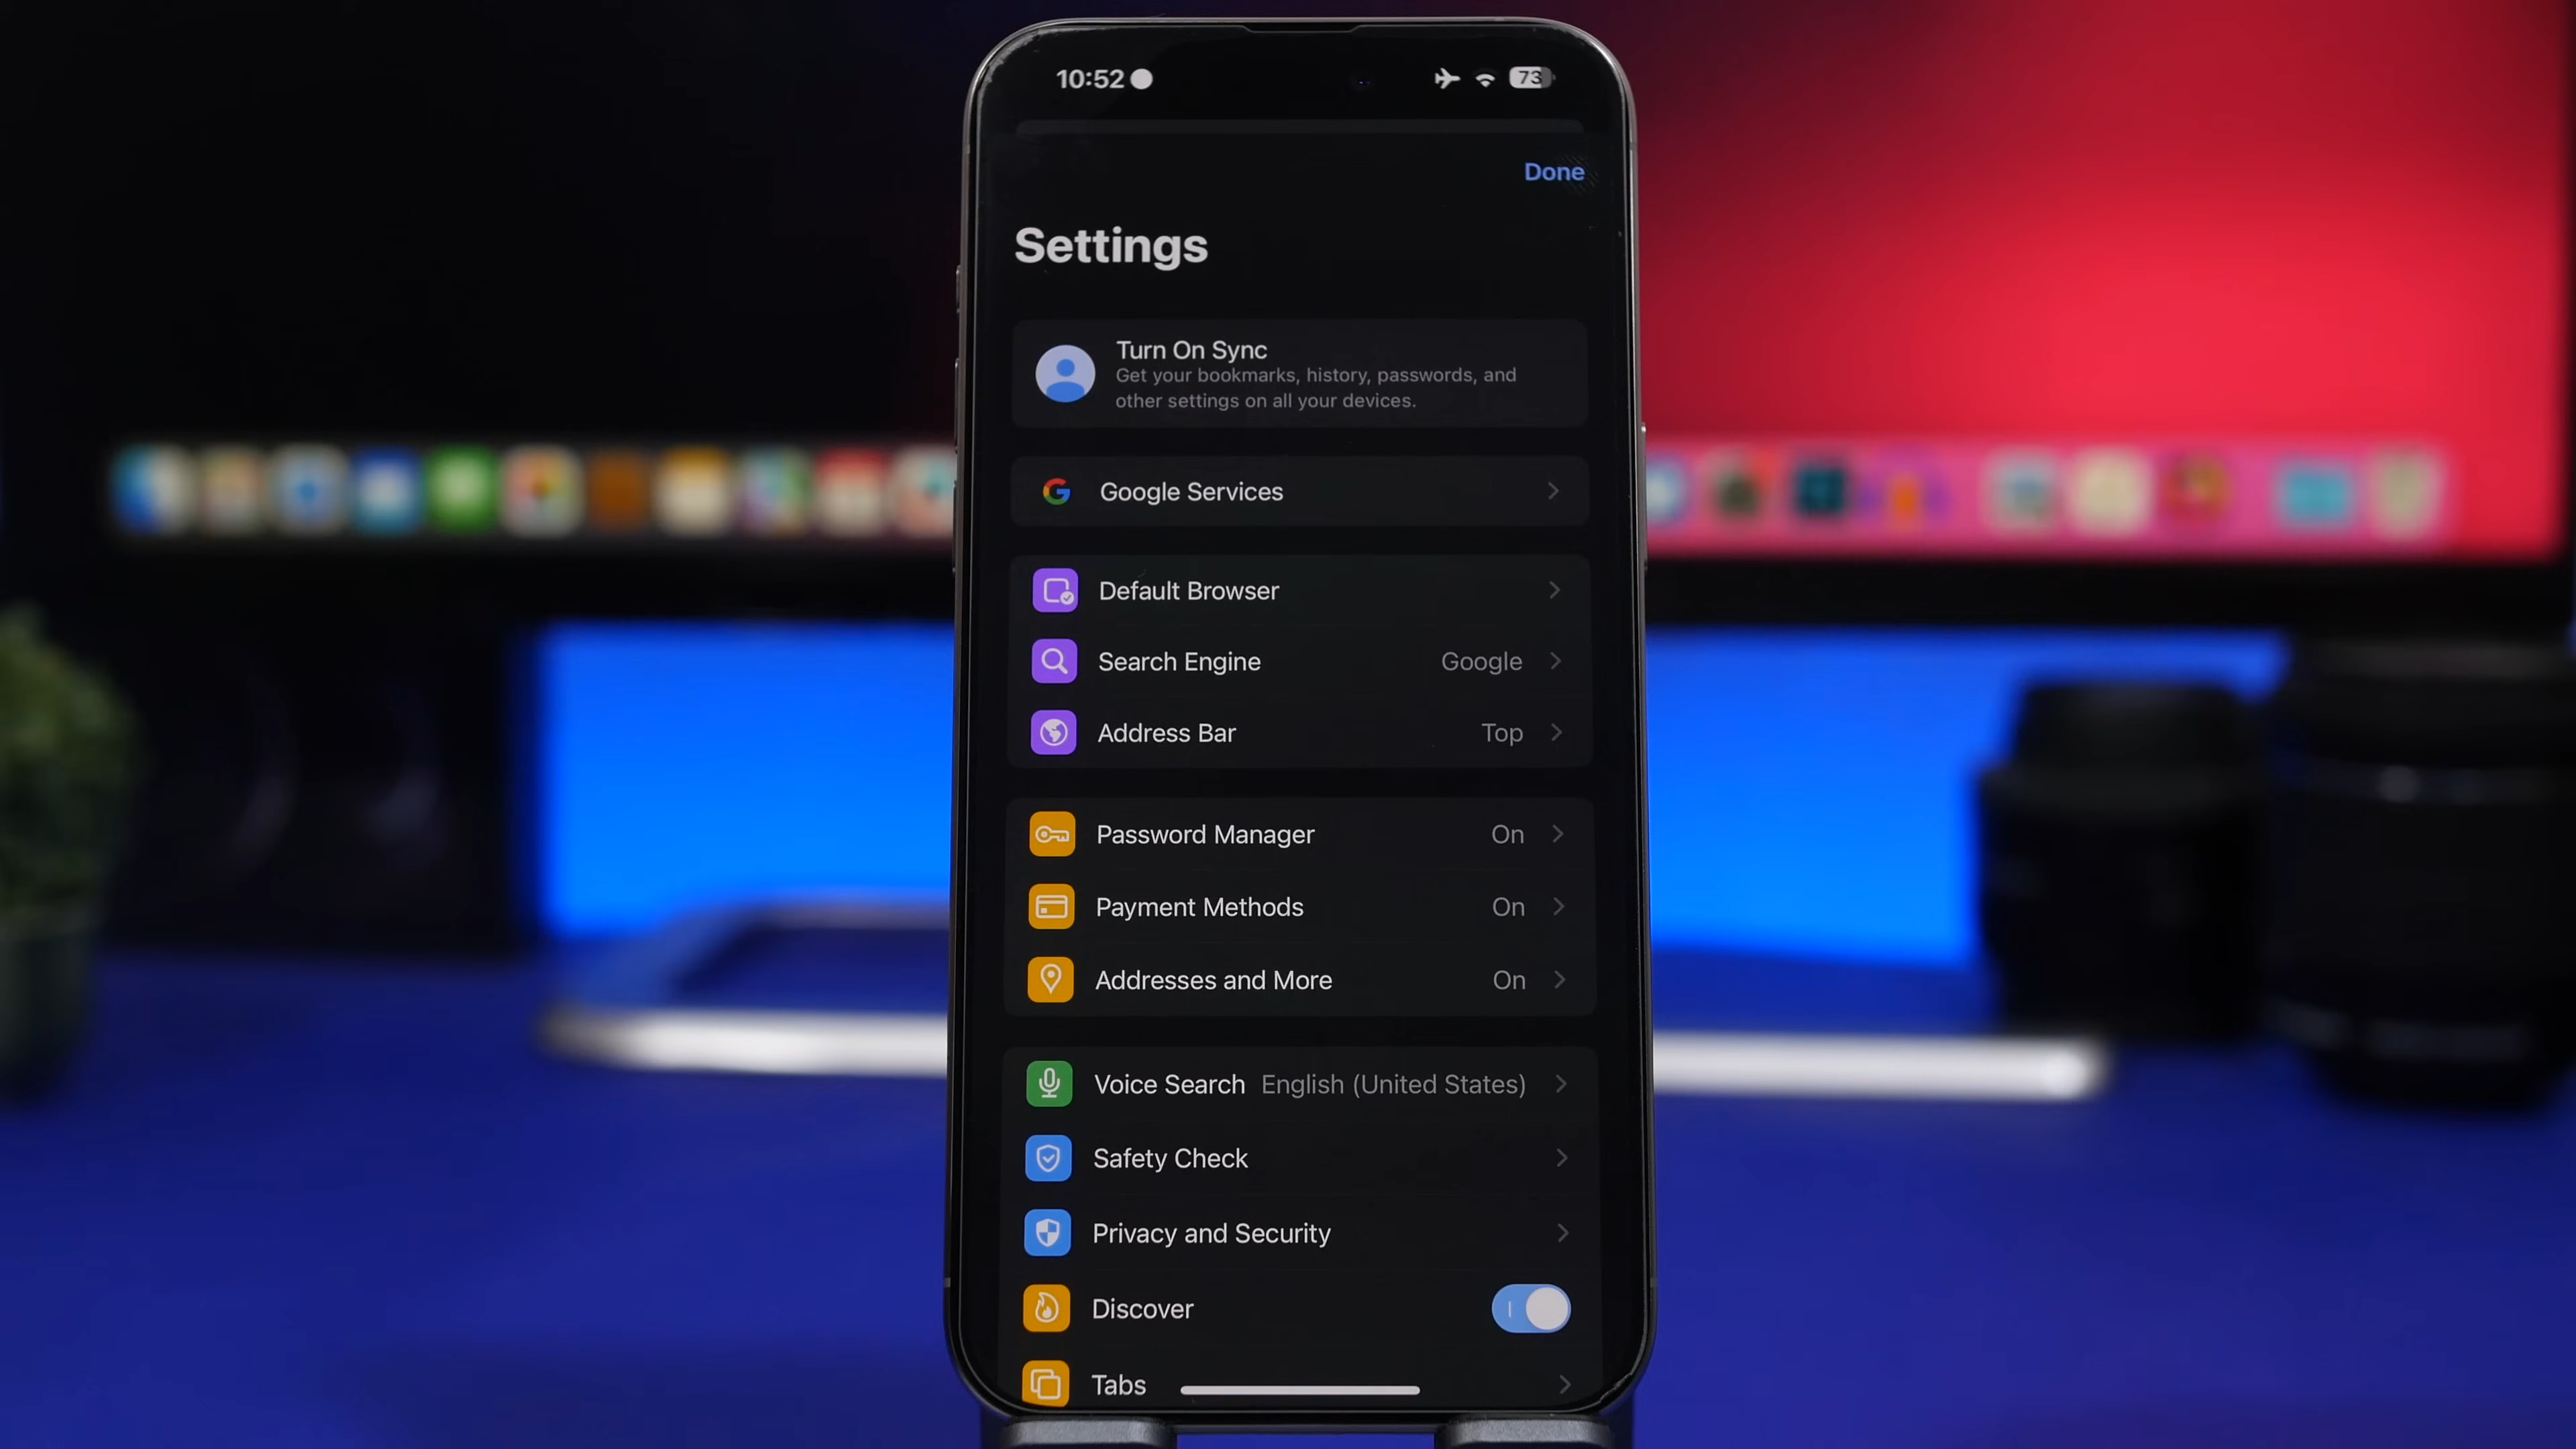 10:52
73
Done
Settings
Turn On Sync
Get your bookmarks, history, passwords, and
other settings on all your devices.
Google Services
Default Browser
Search Engine Google
Address Bar Top
Password Manager On
Payment Methods On
Addresses and More On
Voice Search English (United States)
Safety Check
Privacy and Security
Discover
Tabs